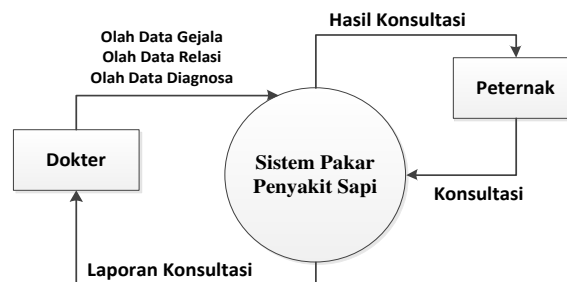 Olah Data Gejala
Olah Data Relasi
Olah Data Diagnosa
Hasil Konsultasi
Peternak
Dokter
Sistem Pakar
Penyakit Sapi
Konsultasi
Laporan Konsultasi